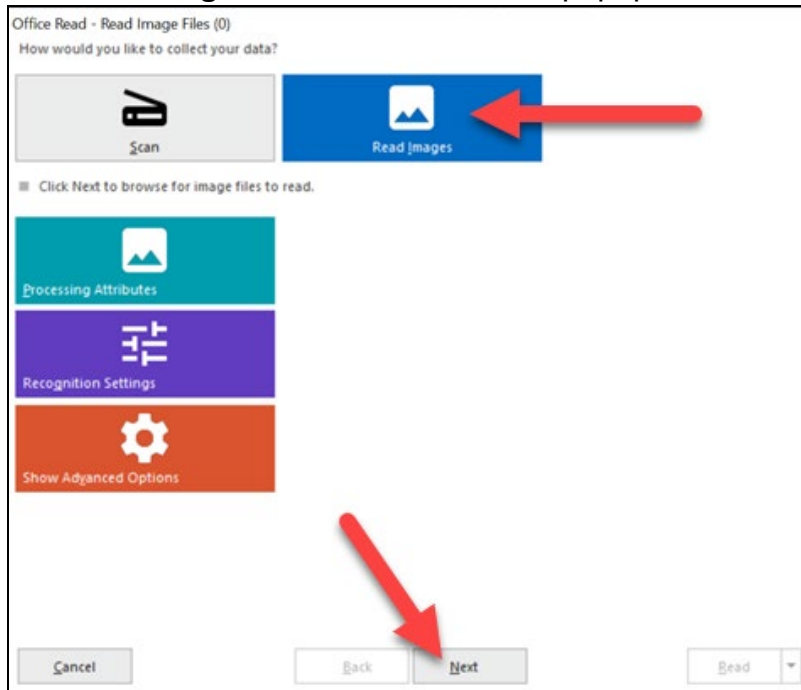 Office Read - Read Image Files (0)
How would you like to collect your data?
Scan
Read Images
Click Next to browse for image files to read.
Processing Attributes
Recognition Settings
Show Advanced Options
Cancel
Back
Next
Read